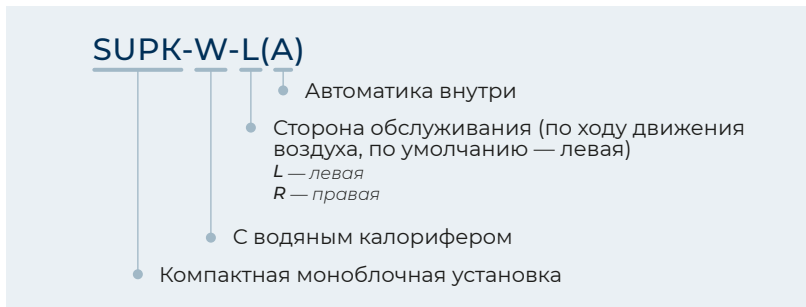 SUPK-W-L(A)
Автоматика внутри
Сторона обслуживания (по ходу движения
воздуха, по умолчанию — левая)
L — левая
R — правая
С водяным калорифером
Компактная моноблочная установка